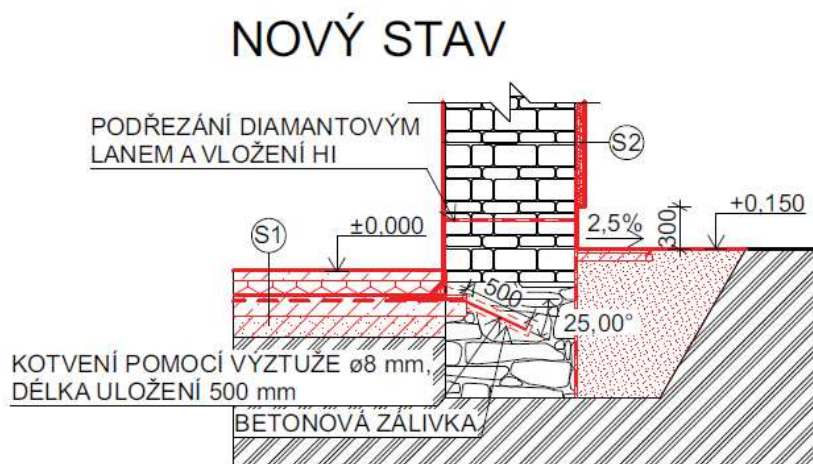 NOVÝ STAV
PODŘEZÁNÍ DIAMANTOVÝM
LANEM A VLOŽENÍ HI
S2
S1
±0,000
2,5%
300
+0,150
500
25,00°
KOTVENÍ POMOCÍ VÝZTUŽE ø8 mm,
DÉLKA ULOŽENÍ 500 mm
BETONOVÁ ZÁLIVKA